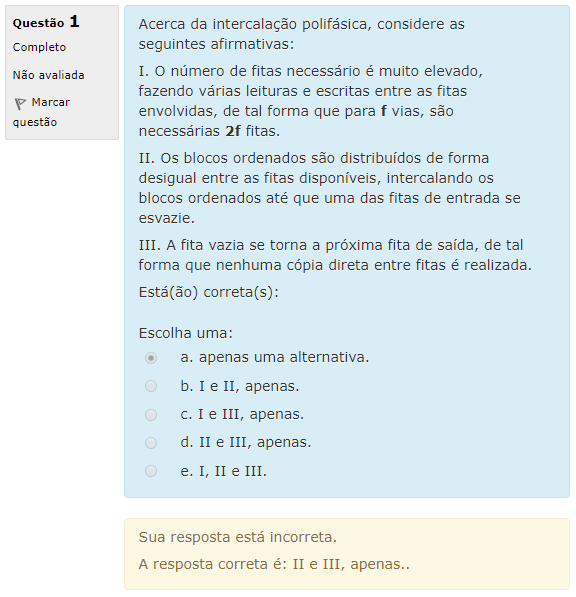 Questão 1
Completo
Não avaliada
Marcar
questão
Acerca da intercalação polifásica, considere as
seguintes afirmativas:
I. O número de fitas necessário é muito elevado,
fazendo várias leituras e escritas entre as fitas
envolvidas, de tal forma que para f vias, são
necessárias 2f fitas.
II. Os blocos ordenados são distribuídos de forma
desigual entre as fitas disponíveis, intercalando os
blocos ordenados até que uma das fitas de entrada se
esvazie.
III. A fita vazia se torna a próxima fita de saída, de tal
forma que nenhuma cópia direta entre fitas é realizada.
Está(ão) correta(s):
Escolha uma:
a. apenas uma alternativa.
b. I e II, apenas.
c. I e III, apenas.
d. II e III, apenas.
e. I, II e III.
Sua resposta está incorreta.
A resposta correta é: II e III, apenas..